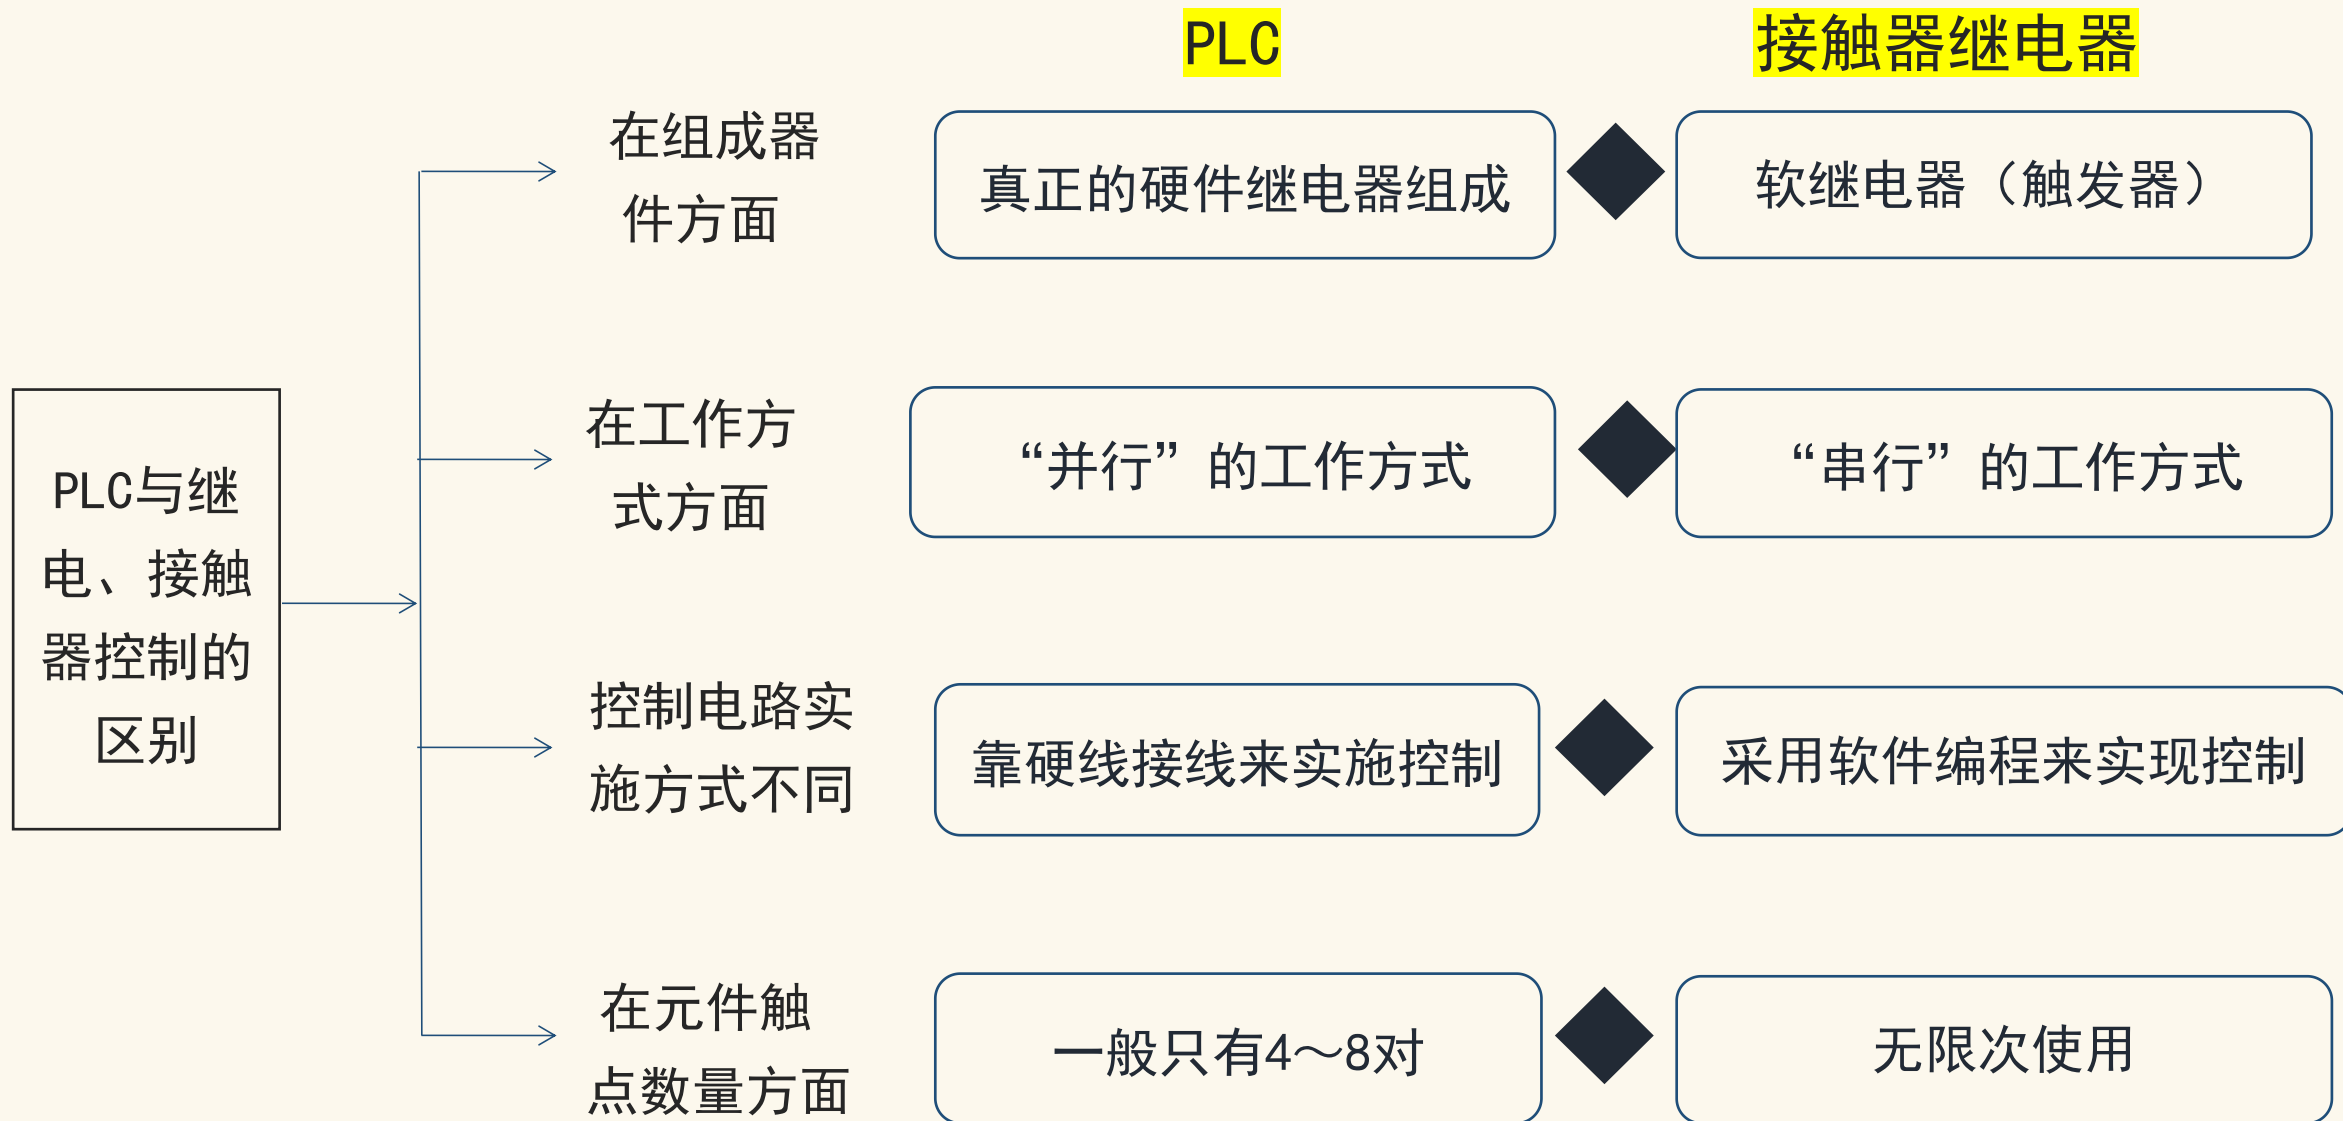 PLC
接触器继电器
在组成器
件方面
真正的硬件继电器组成
软继电器（触发器）
在工作方
式方面
“并行”的工作方式
“串行”的工作方式
PLC与继
电、接触
器控制的
区别
控制电路实
施方式不同
靠硬线接线来实施控制
采用软件编程来实现控制
在元件触
点数量方面
一般只有4～8对
无限次使用